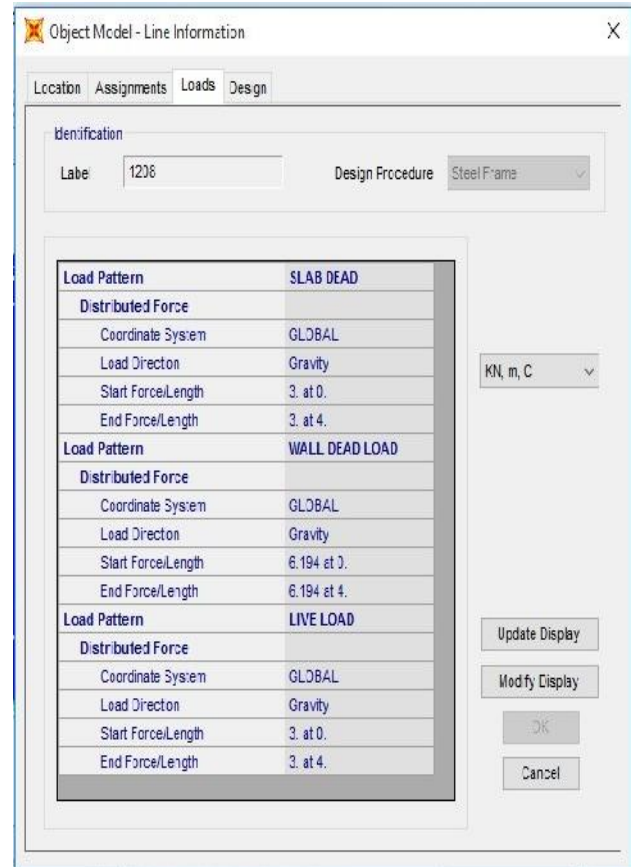 Object Model - Line Information
Location Assignments Loads Design
Identification
Label 1208 Design Procedure Steel Frame
Load Pattern SLAB DEAD
Distributed Force
Coordinate System GLOBAL
Load Direction Gravity
KN, m, C
Start Force/Length 3. at 0.
End Force/Length 3. at 4.
Load Pattern WALL DEAD LOAD
Distributed Force
Coordinate System GLOBAL
Load Direction Gravity
Start Force/Length 6.194 at 0.
End Force/Length 6.194 at 4.
Load Pattern LIVE LOAD
Update Display
Distributed Force
Coordinate System GLOBAL
Modify Display
Load Direction Gravity
Start Force/Length 3. at 0.
OK
End Force/Length 3. at 4.
Cancel